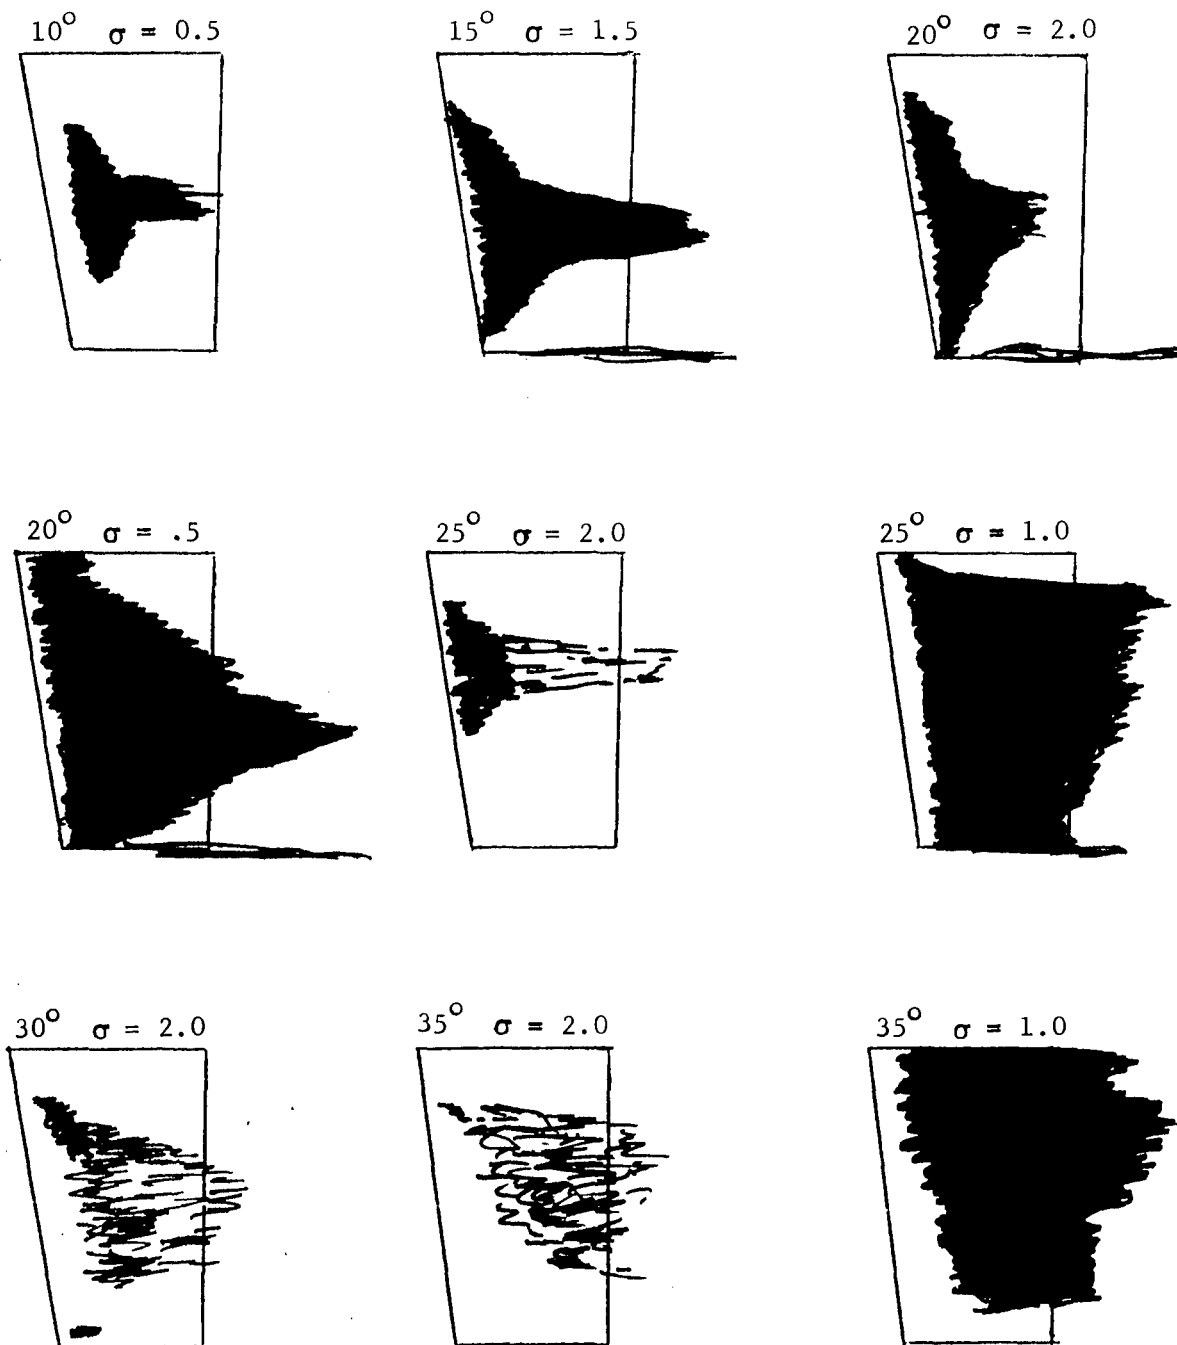 10° σ = 0.5
15° σ = 1.5
20° σ = 2.0
20° σ = .5
25° σ = 2.0
25° σ = 1.0
30° σ = 2.0
35° σ = 2.0
35° σ = 1.0